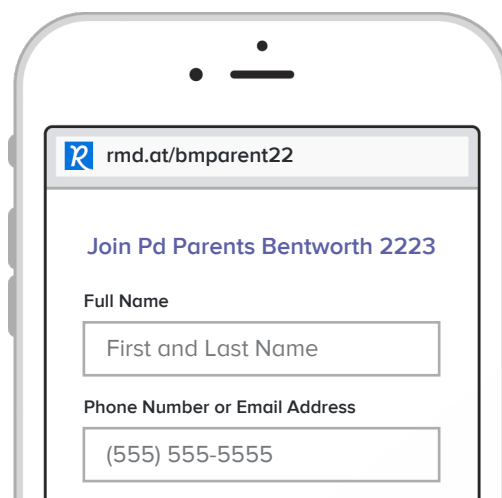 rmd.at/bmparent22
Join Pd Parents Bentworth 2223
Full Name
First and Last Name
Phone Number or Email Address
(555) 555-5555